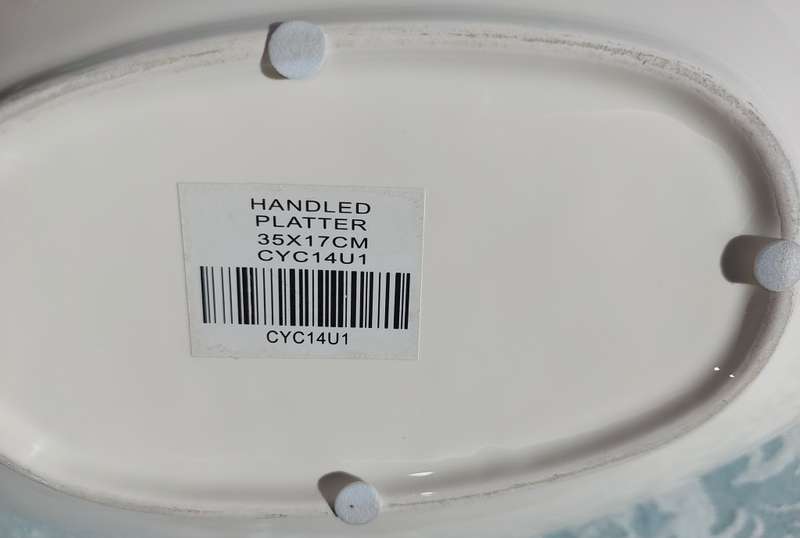 HANDLED
PLATTER
35X17CM
CYC14U1
CYC14U1